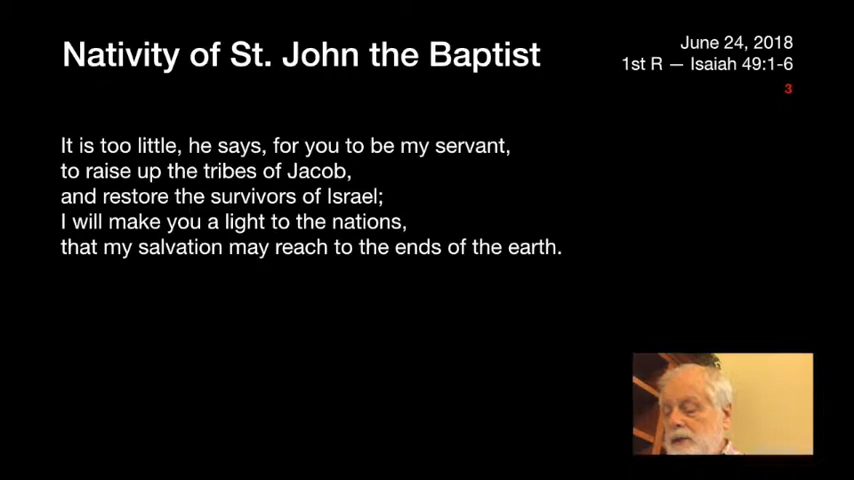 Nativity of St. John the Baptist
June 24, 2018
1st R — Isaiah 49:1-6
3
It is too little, he says, for you to be my servant,
to raise up the tribes of Jacob,
and restore the survivors of Israel;
I will make you a light to the nations,
that my salvation may reach to the ends of the earth.